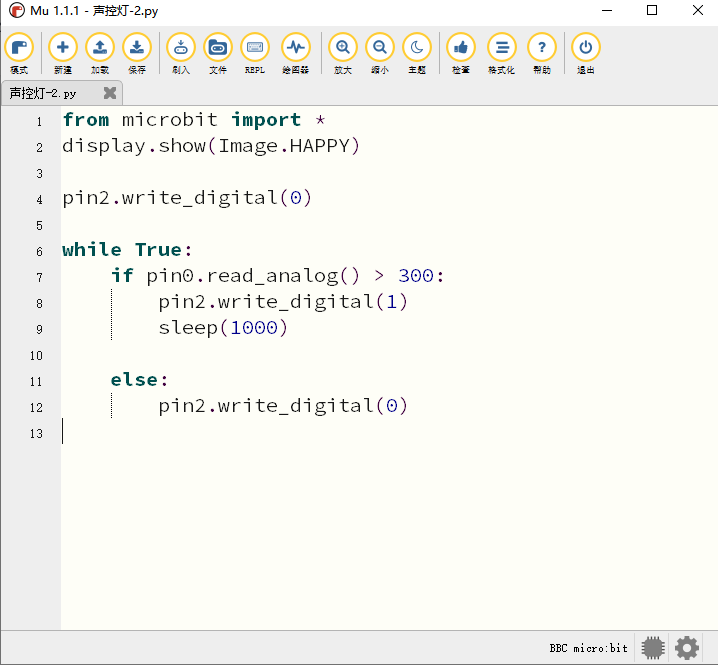 Mu 1.1.1 - 声控灯-2.py
模式 新建 加载 保存 刷入 文件 REPL 绘图器 放大 缩小 主题 检查 格式化 帮助 退出
声控灯-2.py
1 from microbit import *
2 display.show(Image.HAPPY)
3
4 pin2.write_digital(0)
5
6 while True:
7     if pin0.read_analog() > 300:
8         pin2.write_digital(1)
9         sleep(1000)
10
11     else:
12         pin2.write_digital(0)
13
BBC micro:bit